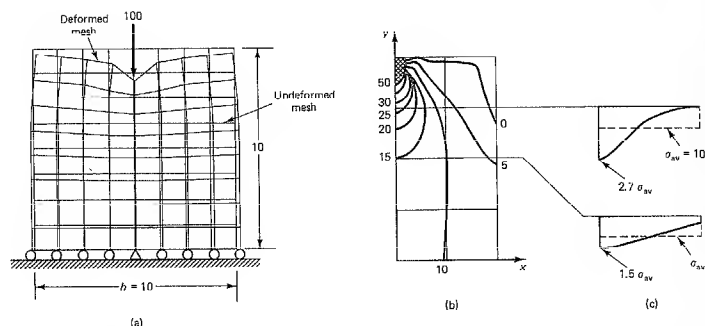 Deformed
mesh
100
Undeformed
mesh
10
h = 10
(a)
y
50
30
25
20
15
0
5
10
x
(b)
σav = 10
2.7 σav
σav
1.5 σav
(c)